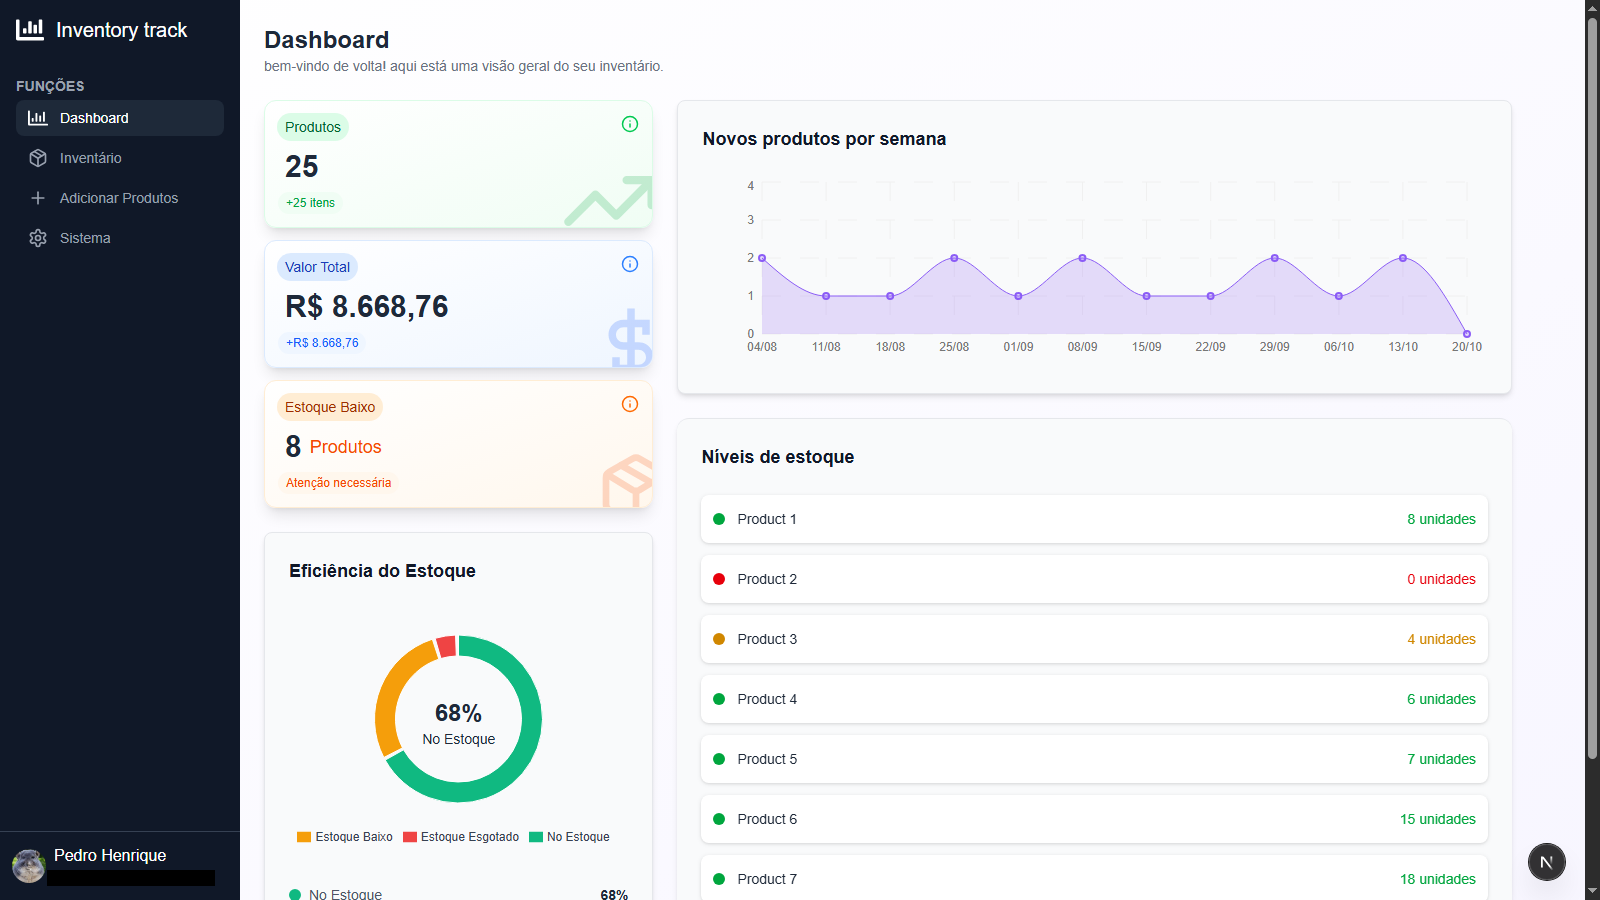 Inventory track
FUNÇÕES
Dashboard
Inventário
Adicionar Produtos
Sistema
Pedro Henrique
Dashboard
bem-vindo de volta! aqui está uma visão geral do seu inventário.
Produtos
25
+25 itens
Valor Total
R$ 8.668,76
+R$ 8.668,76
Estoque Baixo
8 Produtos
Atenção necessária
Eficiência do Estoque
68%
No Estoque
Estoque Baixo Estoque Esgotado No Estoque
No Estoque 68%
Novos produtos por semana
4
3
2
1
0
04/08 11/08 18/08 25/08 01/09 08/09 15/09 22/09 29/09 06/10 13/10 20/10
Níveis de estoque
Product 1 8 unidades
Product 2 0 unidades
Product 3 4 unidades
Product 4 6 unidades
Product 5 7 unidades
Product 6 15 unidades
Product 7 18 unidades
N